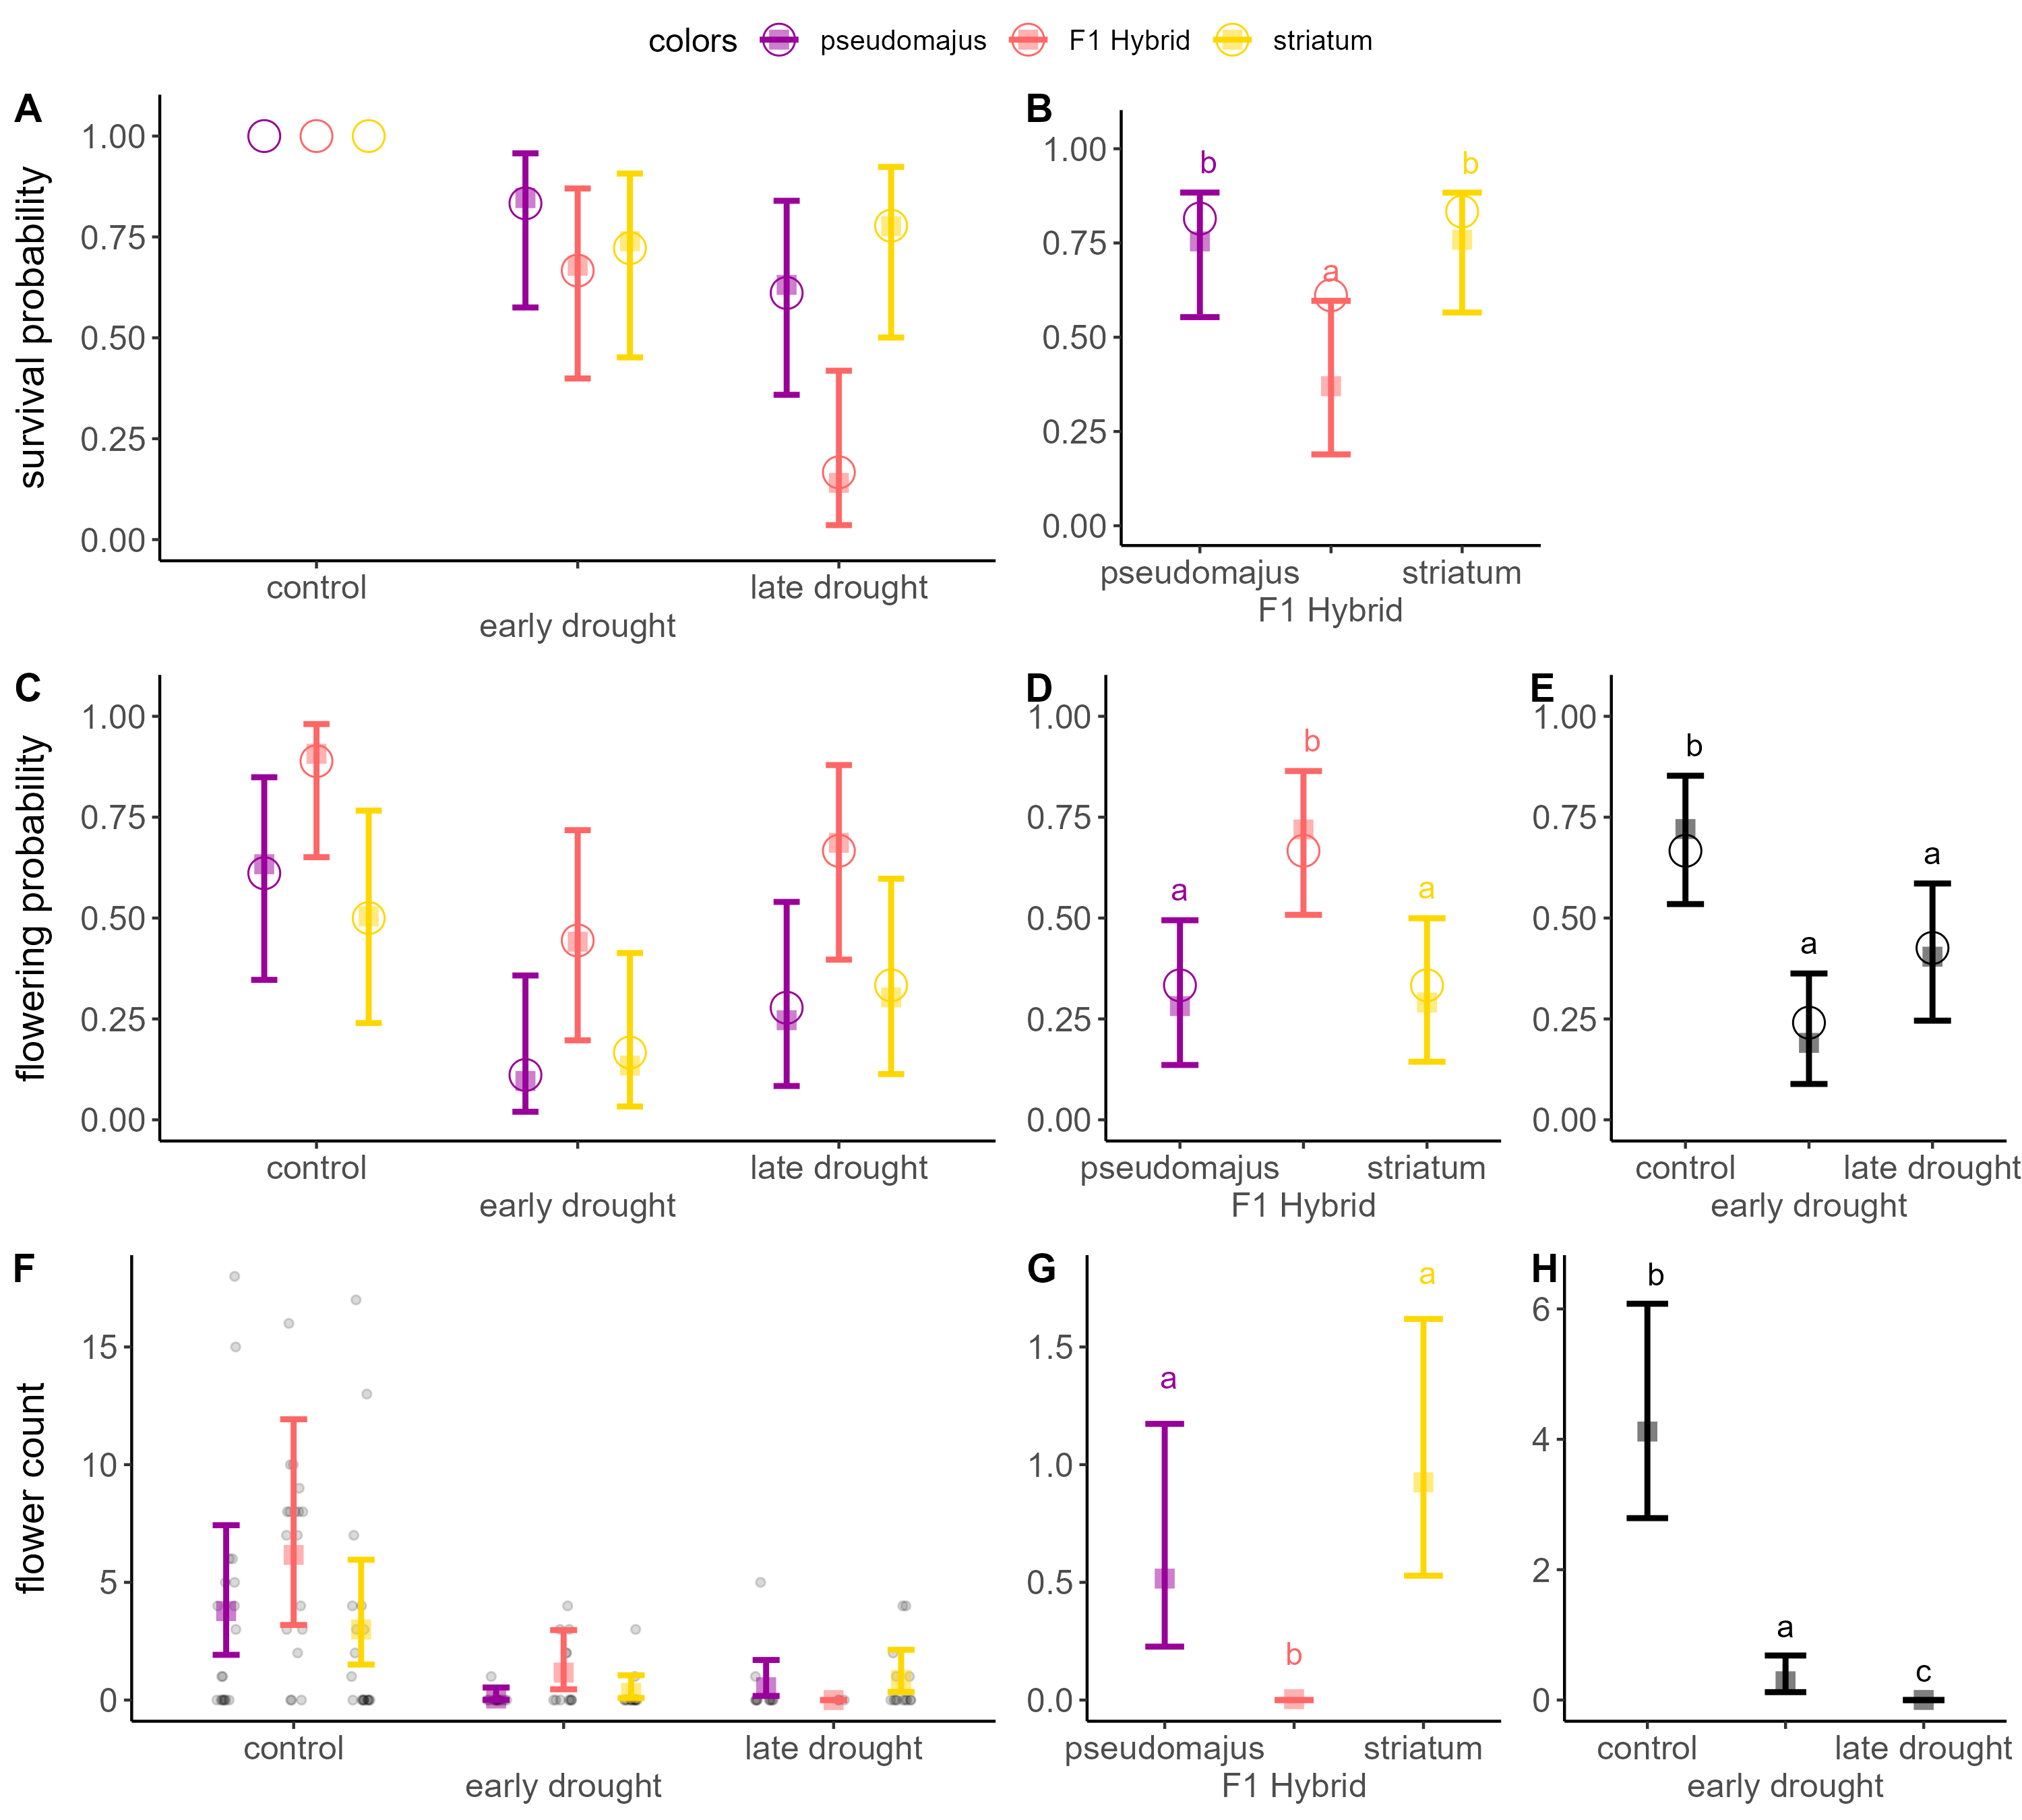 colors pseudomajus F1 Hybrid striatum
A
survival probability
1.00
0.75
0.50
0.25
0.00
control
early drought
late drought
B
1.00
0.75
0.50
0.25
0.00
b
a
b
pseudomajus
F1 Hybrid
striatum
C
flowering probability
1.00
0.75
0.50
0.25
0.00
control
early drought
late drought
D
1.00
0.75
0.50
0.25
0.00
a
b
a
pseudomajus
F1 Hybrid
striatum
E
1.00
0.75
0.50
0.25
0.00
b
a
a
control
early drought
late drought
F
flower count
15
10
5
0
control
early drought
late drought
G
1.5
1.0
0.5
0.0
a
b
a
pseudomajus
F1 Hybrid
striatum
H
6
4
2
0
b
a
c
control
early drought
late drought